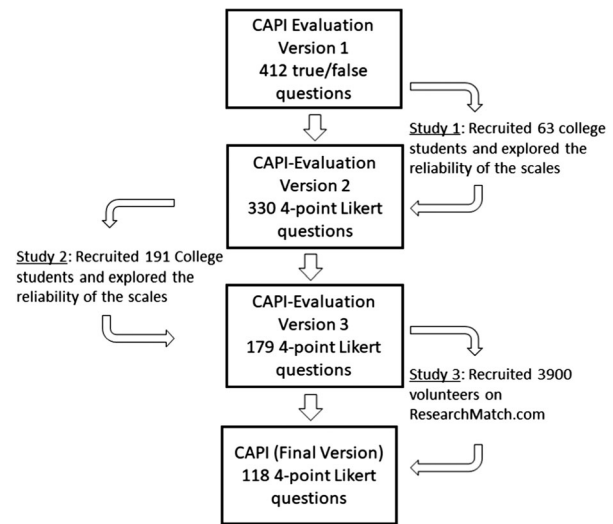 CAPI Evaluation
Version 1
412 true/false
questions
Study 1: Recruited 63 college
students and explored the
reliability of the scales
CAPI-Evaluation
Version 2
330 4-point Likert
questions
Study 2: Recruited 191 College
students and explored the
reliability of the scales
CAPI-Evaluation
Version 3
179 4-point Likert
questions
Study 3: Recruited 3900
volunteers on
ResearchMatch.com
CAPI (Final Version)
118 4-point Likert
questions